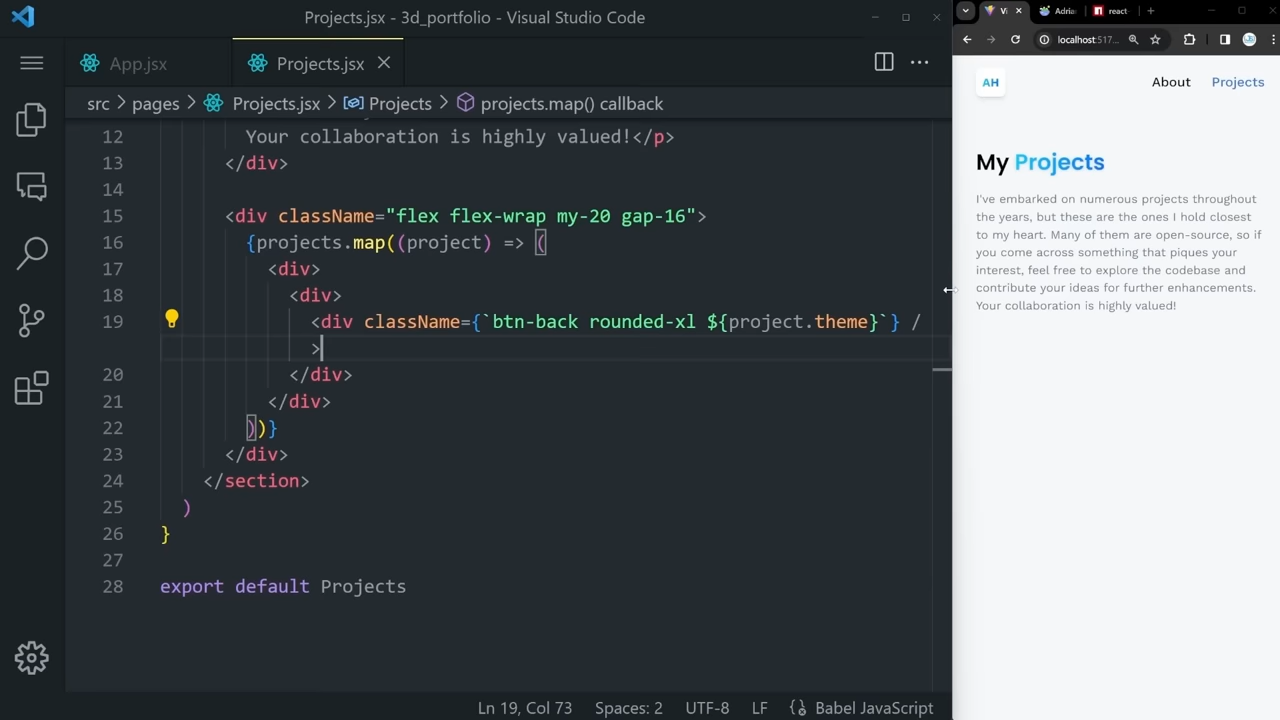 Projects.jsx - 3d_portfolio - Visual Studio Code
App.jsx
Projects.jsx
src > pages > Projects.jsx > Projects > projects.map() callback
12 Your collaboration is highly valued!</p>
13 </div>
14
15 <div className="flex flex-wrap my-20 gap-16">
16 {projects.map((project) => (
17 <div>
18 <div>
19 <div className={`btn-back rounded-xl ${project.theme}`} /
>
20 </div>
21 </div>
22 ))}
23 </div>
24 </section>
25 )
26 }
27
28 export default Projects
Ln 19, Col 73 Spaces: 2 UTF-8 LF Babel JavaScript
Vi
Adria
react
localhost:517...
AH
About
Projects
My Projects
I've embarked on numerous projects throughout
the years, but these are the ones I hold closest
to my heart. Many of them are open-source, so if
you come across something that piques your
interest, feel free to explore the codebase and
contribute your ideas for further enhancements.
Your collaboration is highly valued!